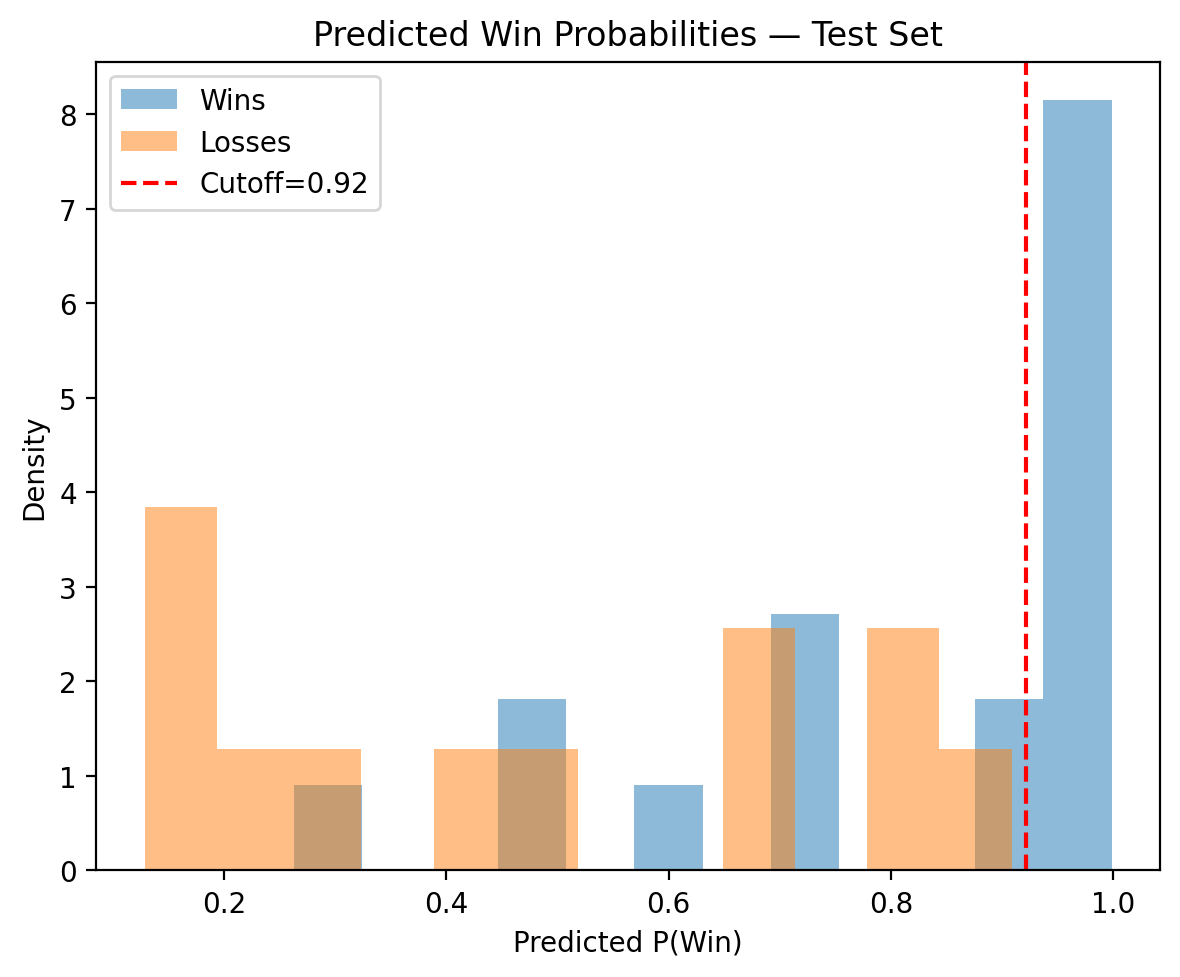 Predicted Win Probabilities — Test Set
Wins
Losses
Cutoff=0.92
8
7
6
5
4
3
2
1
0
Density
0.2 0.4 0.6 0.8 1.0
Predicted P(Win)